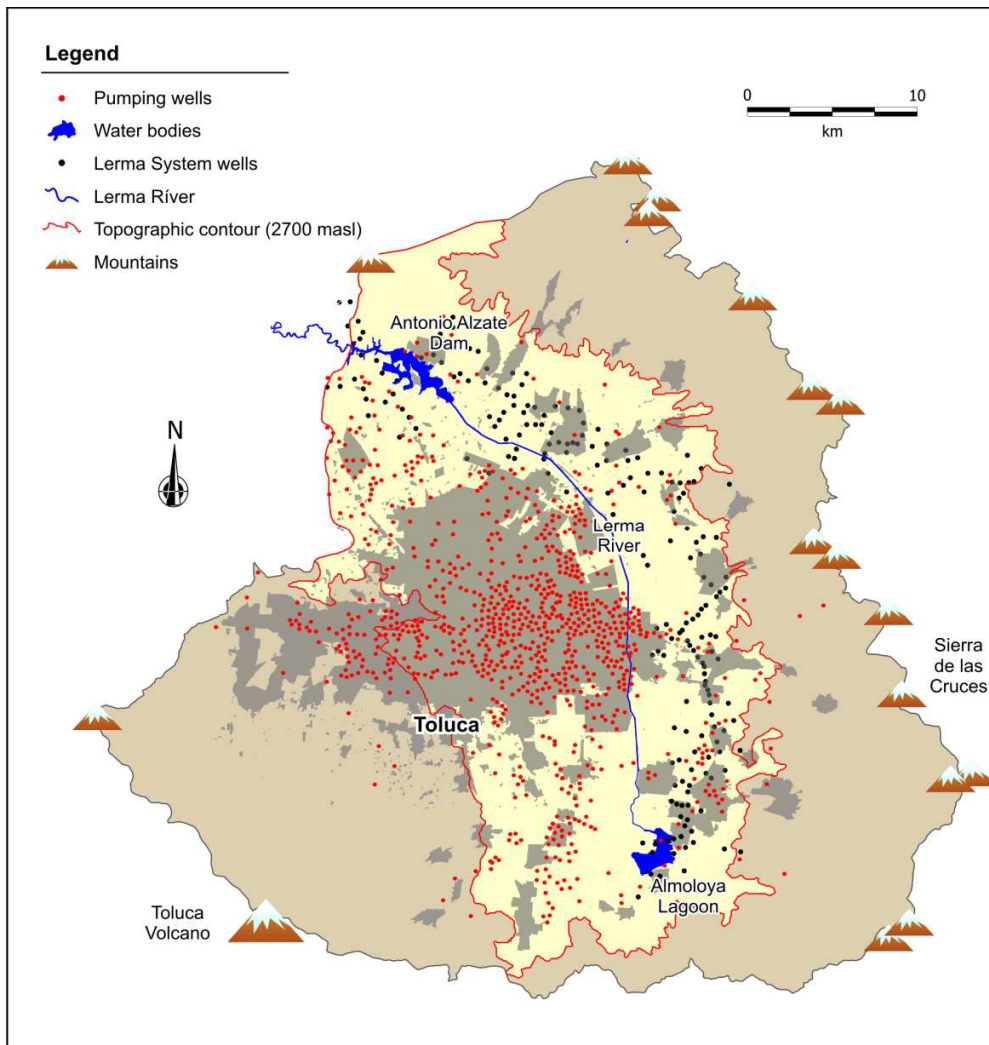 Legend
Pumping wells
Water bodies
Lerma System wells
Lerma Ríver
Topographic contour (2700 masl)
Mountains
0 10
km
Antonio Alzate
Dam
N
Lerma
River
Sierra
de las
Cruces
Toluca
Almoloya
Lagoon
Toluca
Volcano